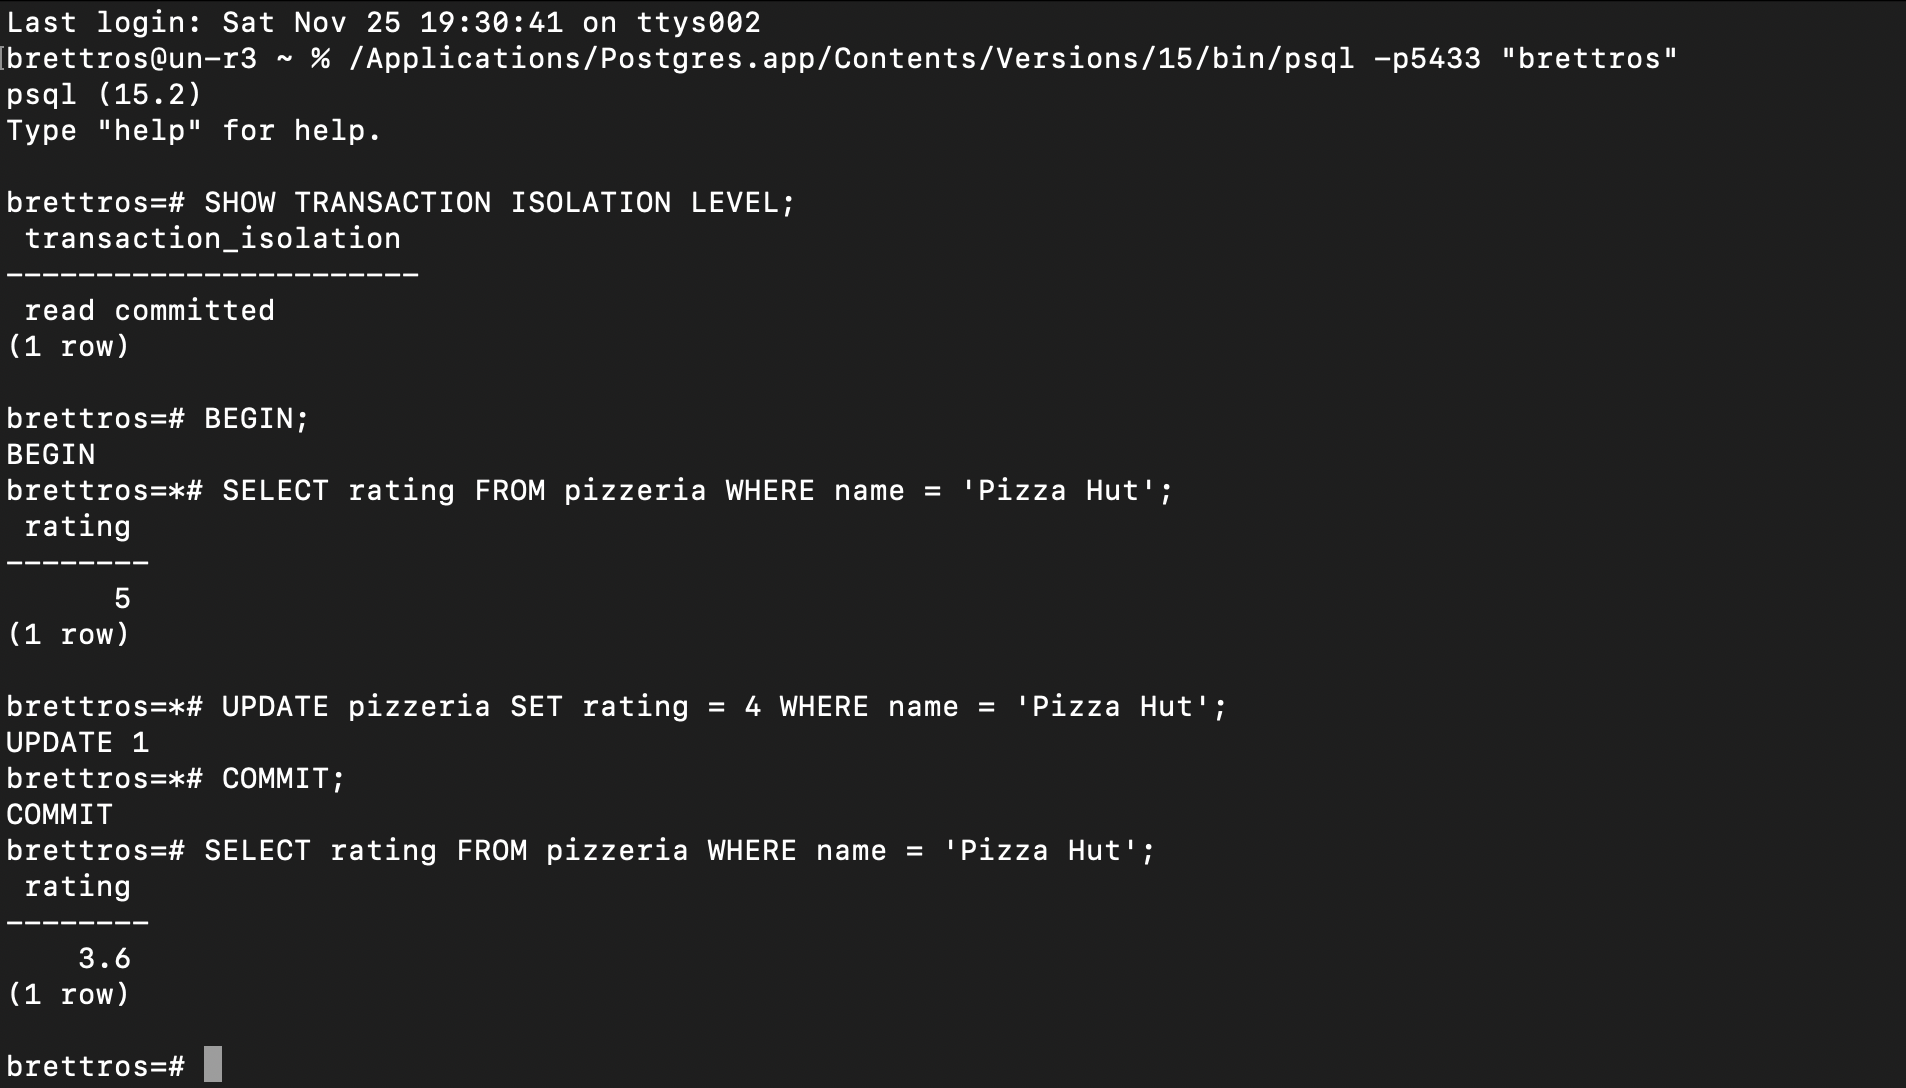 Last login: Sat Nov 25 19:30:41 on ttys002
brettros@un-r3 ~ % /Applications/Postgres.app/Contents/Versions/15/bin/psql -p5433 "brettros"
psql (15.2)
Type "help" for help.

brettros=# SHOW TRANSACTION ISOLATION LEVEL;
 transaction_isolation
-----------------------
 read committed
(1 row)

brettros=# BEGIN;
BEGIN
brettros=*# SELECT rating FROM pizzeria WHERE name = 'Pizza Hut';
 rating
--------
      5
(1 row)

brettros=*# UPDATE pizzeria SET rating = 4 WHERE name = 'Pizza Hut';
UPDATE 1
brettros=*# COMMIT;
COMMIT
brettros=# SELECT rating FROM pizzeria WHERE name = 'Pizza Hut';
 rating
--------
    3.6
(1 row)

brettros=#